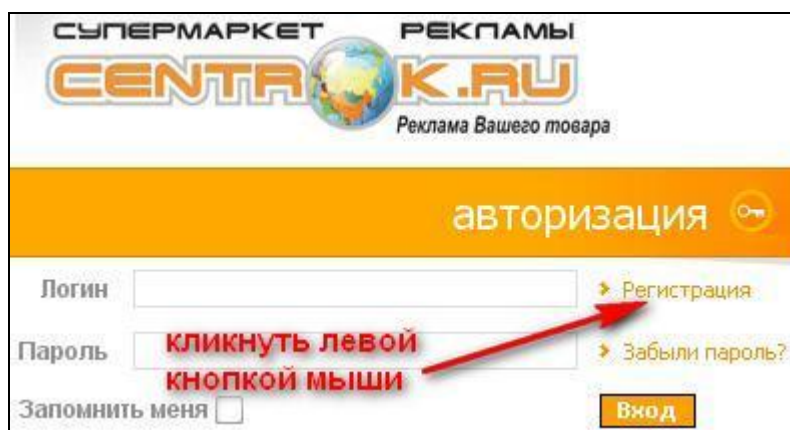 СУПЕРМАРКЕТ РЕКЛАМЫ
CENTROK.RU
Реклама Вашего товара
авторизация
Логин
Регистрация
Пароль
Забыли пароль?
кликнуть левой
кнопкой мыши
Запомнить меня
Вход